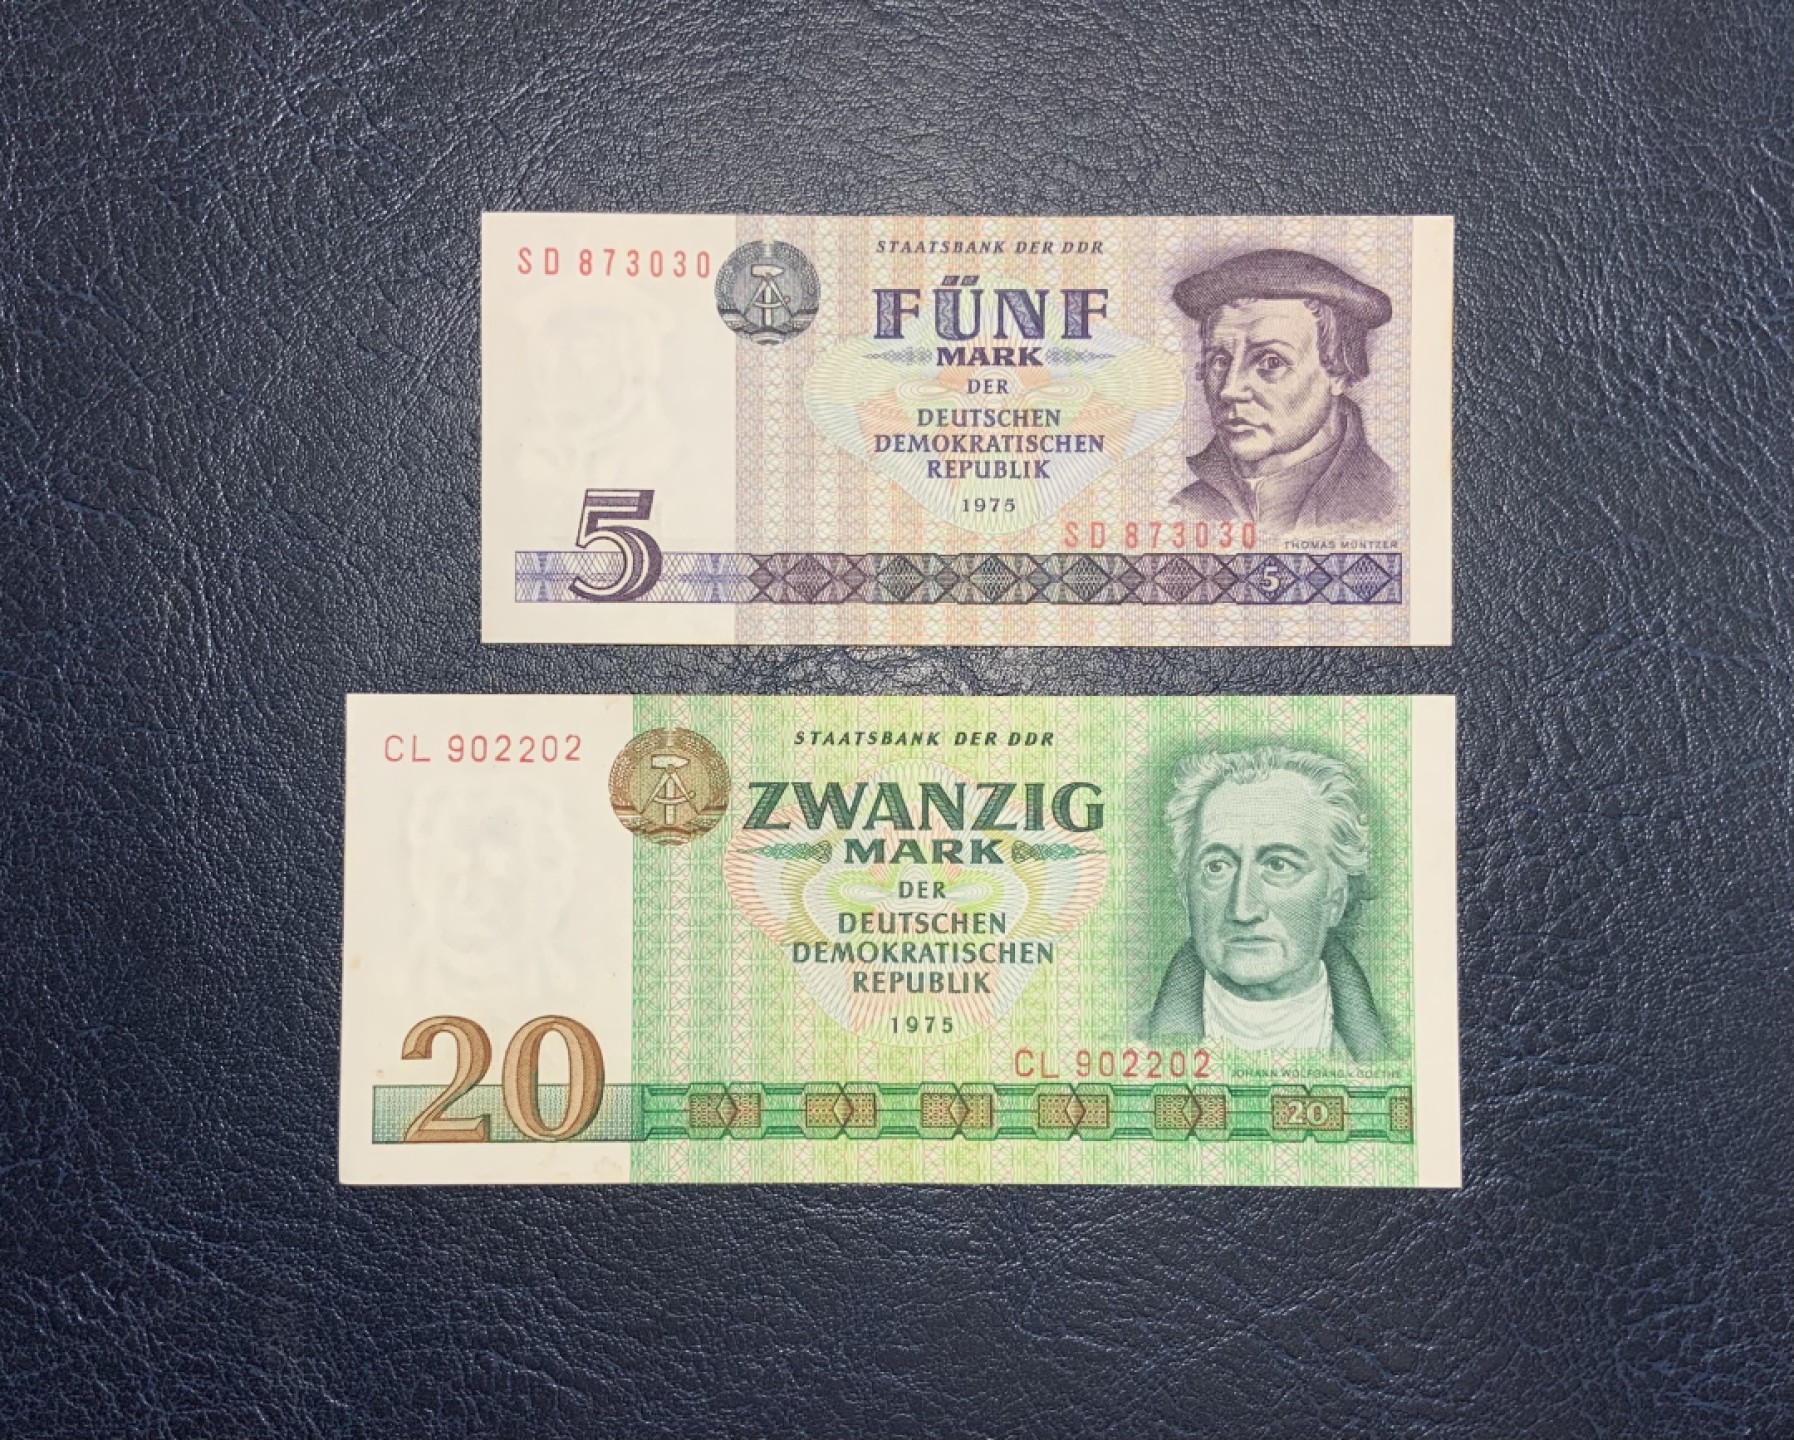 SD 873030
STAATSBANK DER DDR
FÜNF
MARK
DER
DEUTSCHEN
DEMOKRATISCHEN
REPUBLIK
1975
SD 873030
THOMAS MÜNTZER
5
5
CL 902202
STAATSBANK DER DDR
ZWANZIG
MARK
DER
DEUTSCHEN
DEMOKRATISCHEN
REPUBLIK
1975
CL 902202
JOHANN WOLFGANG v. GOETHE
20
20